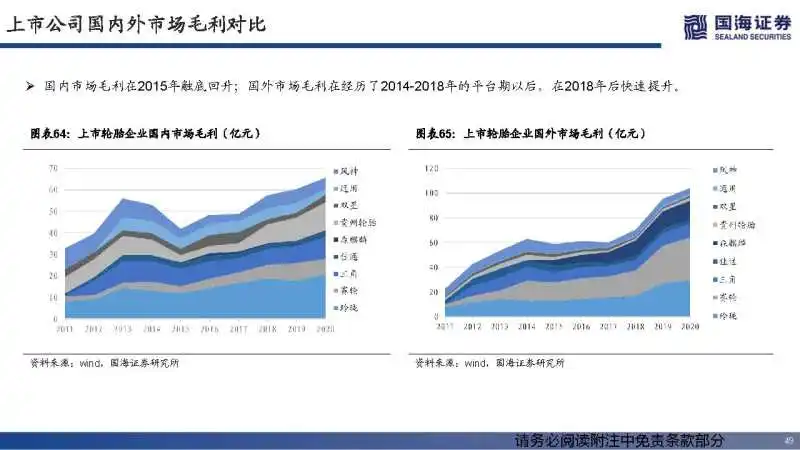 上市公司国内外市场毛利对比
国海证券
SEALAND SECURITIES
国内市场毛利在2015年触底回升；国外市场毛利在经历了2014-2018年的平台期以后，在2018年后快速提升。
图表64：上市轮胎企业国内市场毛利（亿元）
70
60
50
40
30
20
10
0
2011 2012 2013 2014 2015 2016 2017 2018 2019 2020
风神
通用
双星
贵州轮胎
森麒麟
佳通
三角
赛轮
玲珑
资料来源：wind，国海证券研究所
图表65：上市轮胎企业国外市场毛利（亿元）
120
100
80
60
40
20
0
2011 2012 2013 2014 2015 2016 2017 2018 2019 2020
风神
通用
双星
贵州轮胎
森麒麟
佳通
三角
赛轮
玲珑
资料来源：wind，国海证券研究所
请务必阅读附注中免责条款部分
49